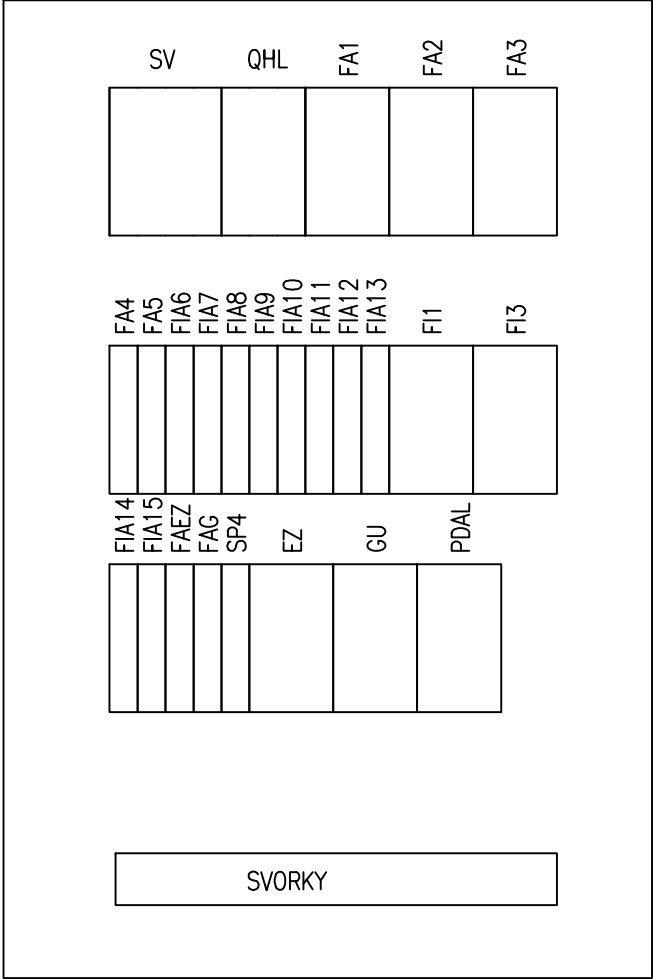 SV QHL FA1 FA2 FA3
FA4 FA5 FIA6 FIA7 FIA8 FIA9 FIA10 FIA11 FIA12 FIA13 FI1 FI3
FIA14 FIA15 FAEZ FAG SP4 EZ GU PDAL
SVORKY